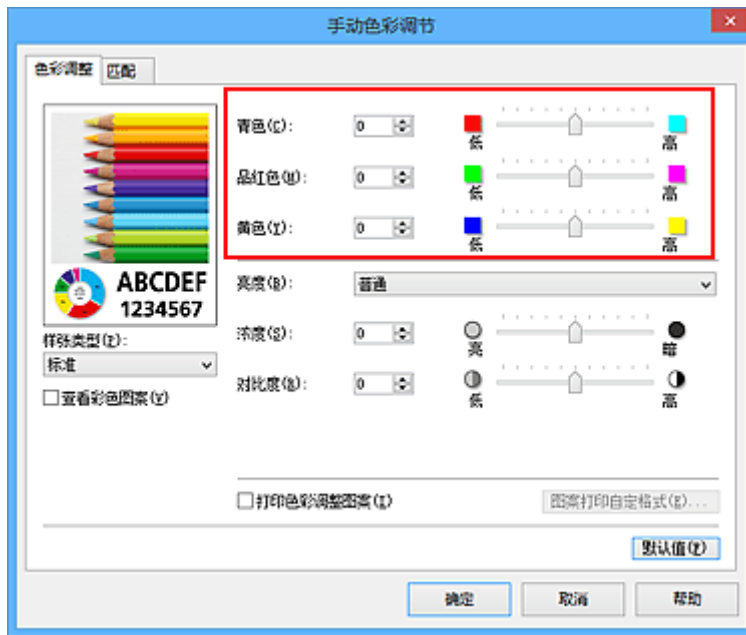 手动色彩调节
色彩调整 匹配
青色(C): 0 低 高
品红色(M): 0 低 高
黄色(Y): 0 低 高
ABCDEF
1234567
亮度(B): 普通
样张类型(P):
标准
浓度(S): 0 亮 暗
查看彩色图案(V)
对比度(R): 0 低 高
打印色彩调整图案(I) 图案打印自定格式(E)...
默认值(F)
确定 取消 帮助